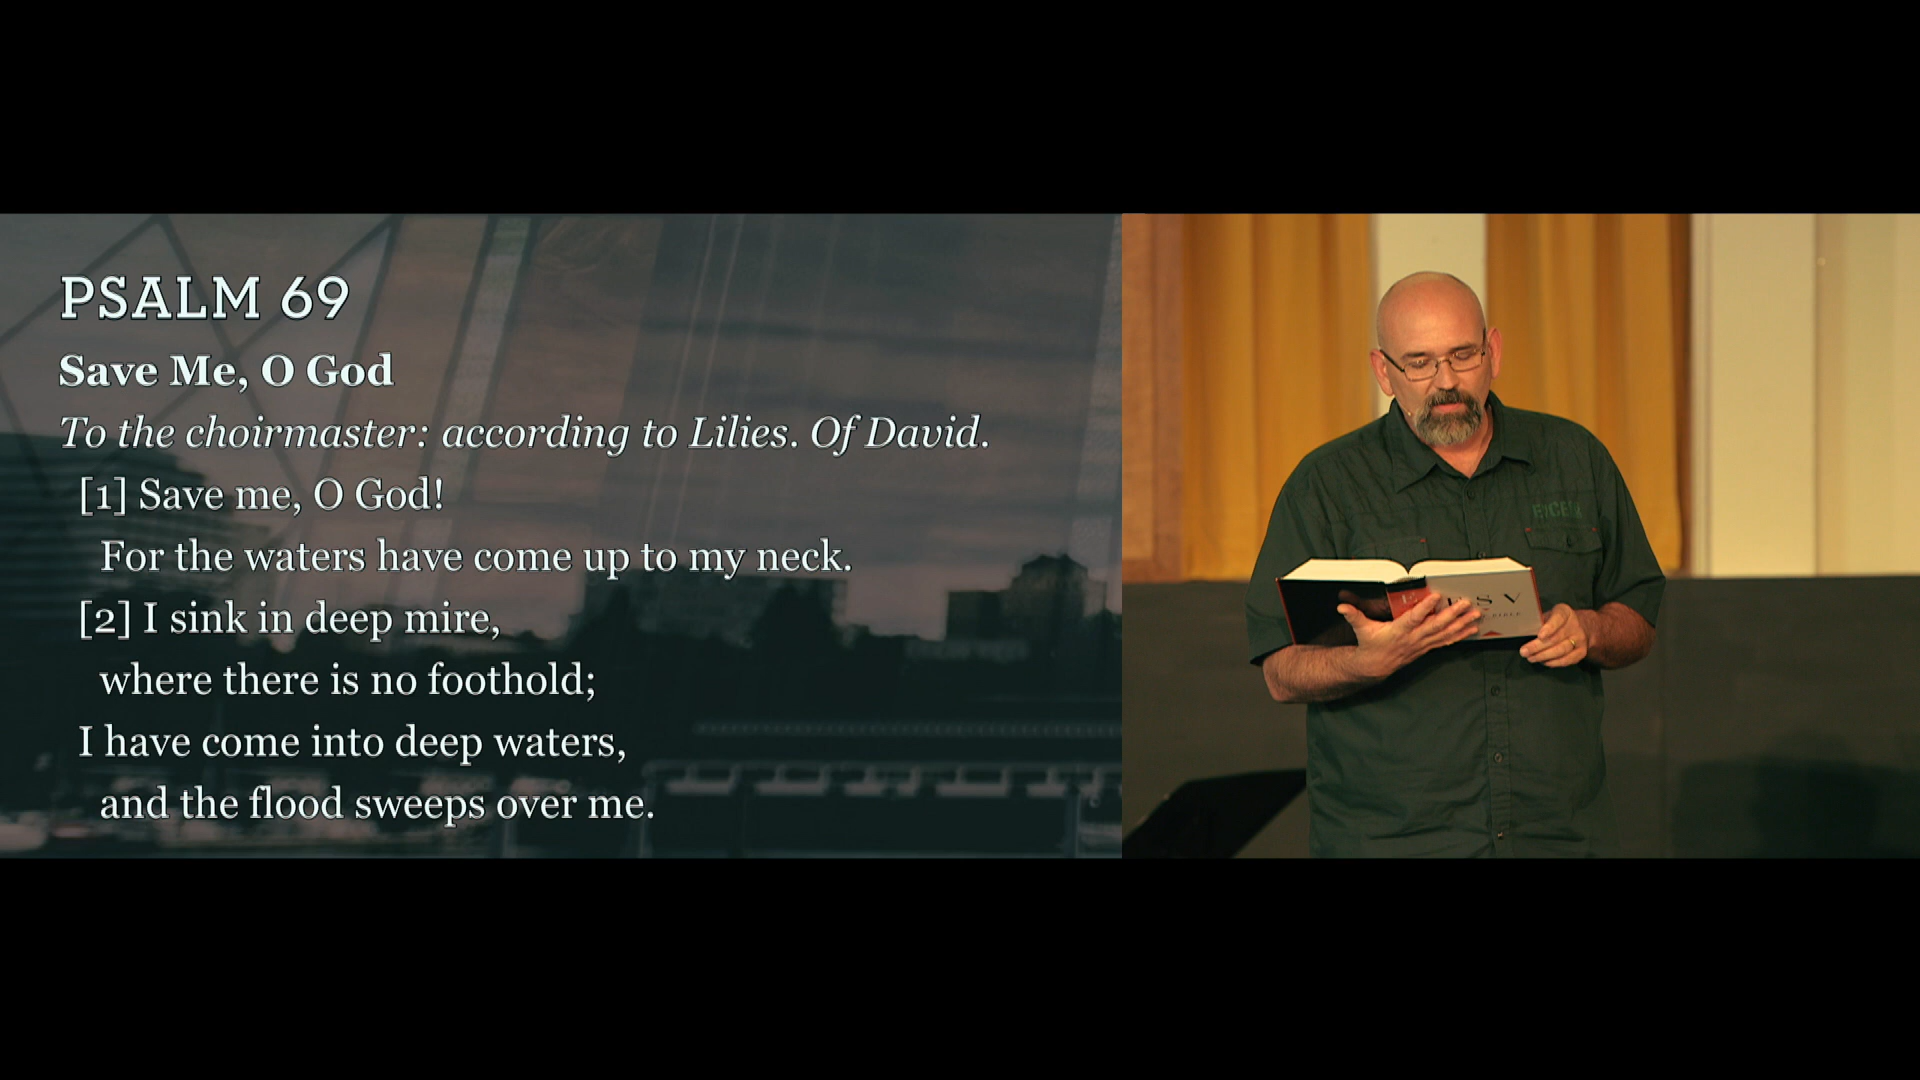 PSALM 69
Save Me, O God
To the choirmaster: according to Lilies. Of David.
[1] Save me, O God!
For the waters have come up to my neck.
[2] I sink in deep mire,
where there is no foothold;
I have come into deep waters,
and the flood sweeps over me.
ESV
BIBLE